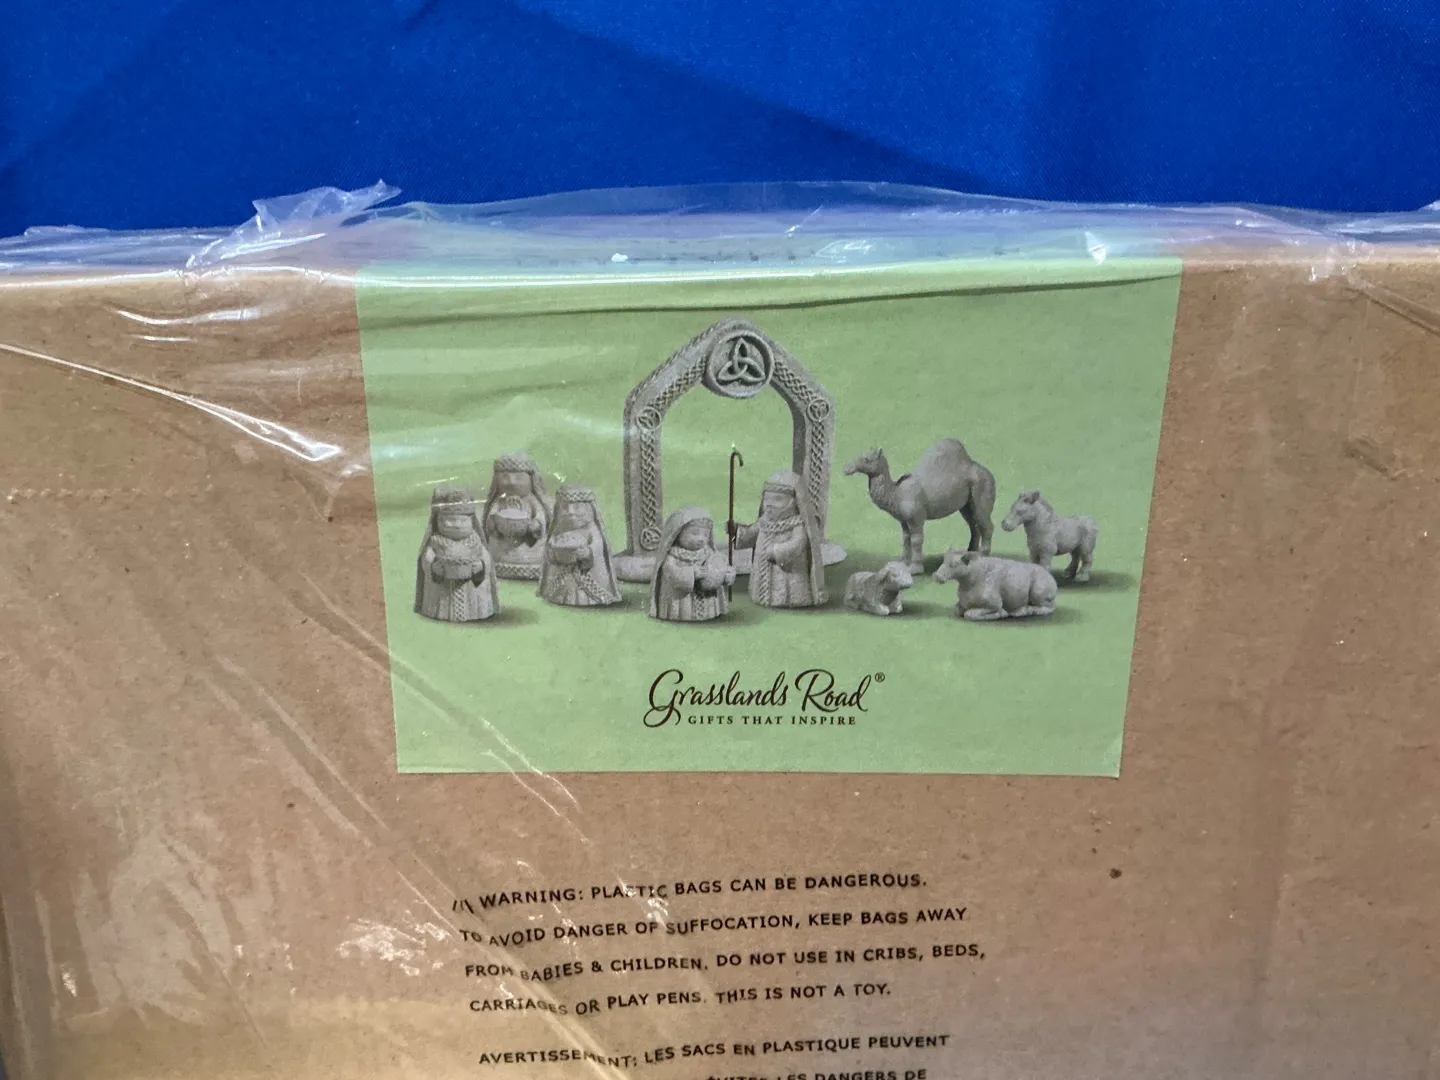 Grasslands Road®
GIFTS THAT INSPIRE
WARNING: PLASTIC BAGS CAN BE DANGEROUS.
TO AVOID DANGER OF SUFFOCATION, KEEP BAGS AWAY
FROM BABIES & CHILDREN. DO NOT USE IN CRIBS, BEDS,
CARRIAGES OR PLAY PENS. THIS IS NOT A TOY.
AVERTISSEMENT: LES SACS EN PLASTIQUE PEUVENT
LES DANGERS DE